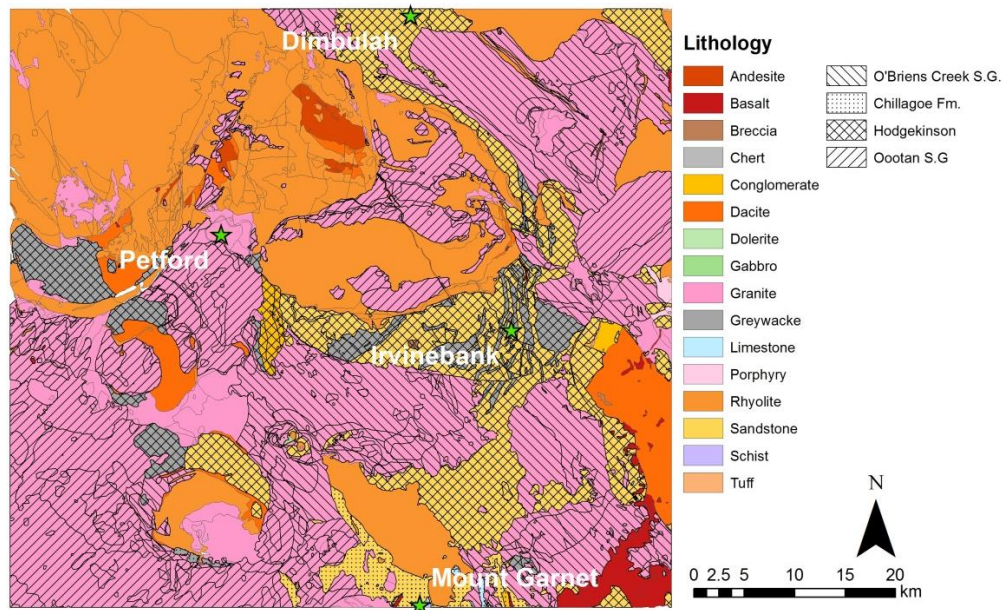 Dimbulah
Petford
Irvinebank
Mount Garnet
Lithology
Andesite
Basalt
Breccia
Chert
Conglomerate
Dacite
Dolerite
Gabbro
Granite
Greywacke
Limestone
Porphyry
Rhyolite
Sandstone
Schist
Tuff
O'Briens Creek S.G.
Chillagoe Fm.
Hodgekinson
Oootan S.G
N
0 2.5 5 10 15 20
km